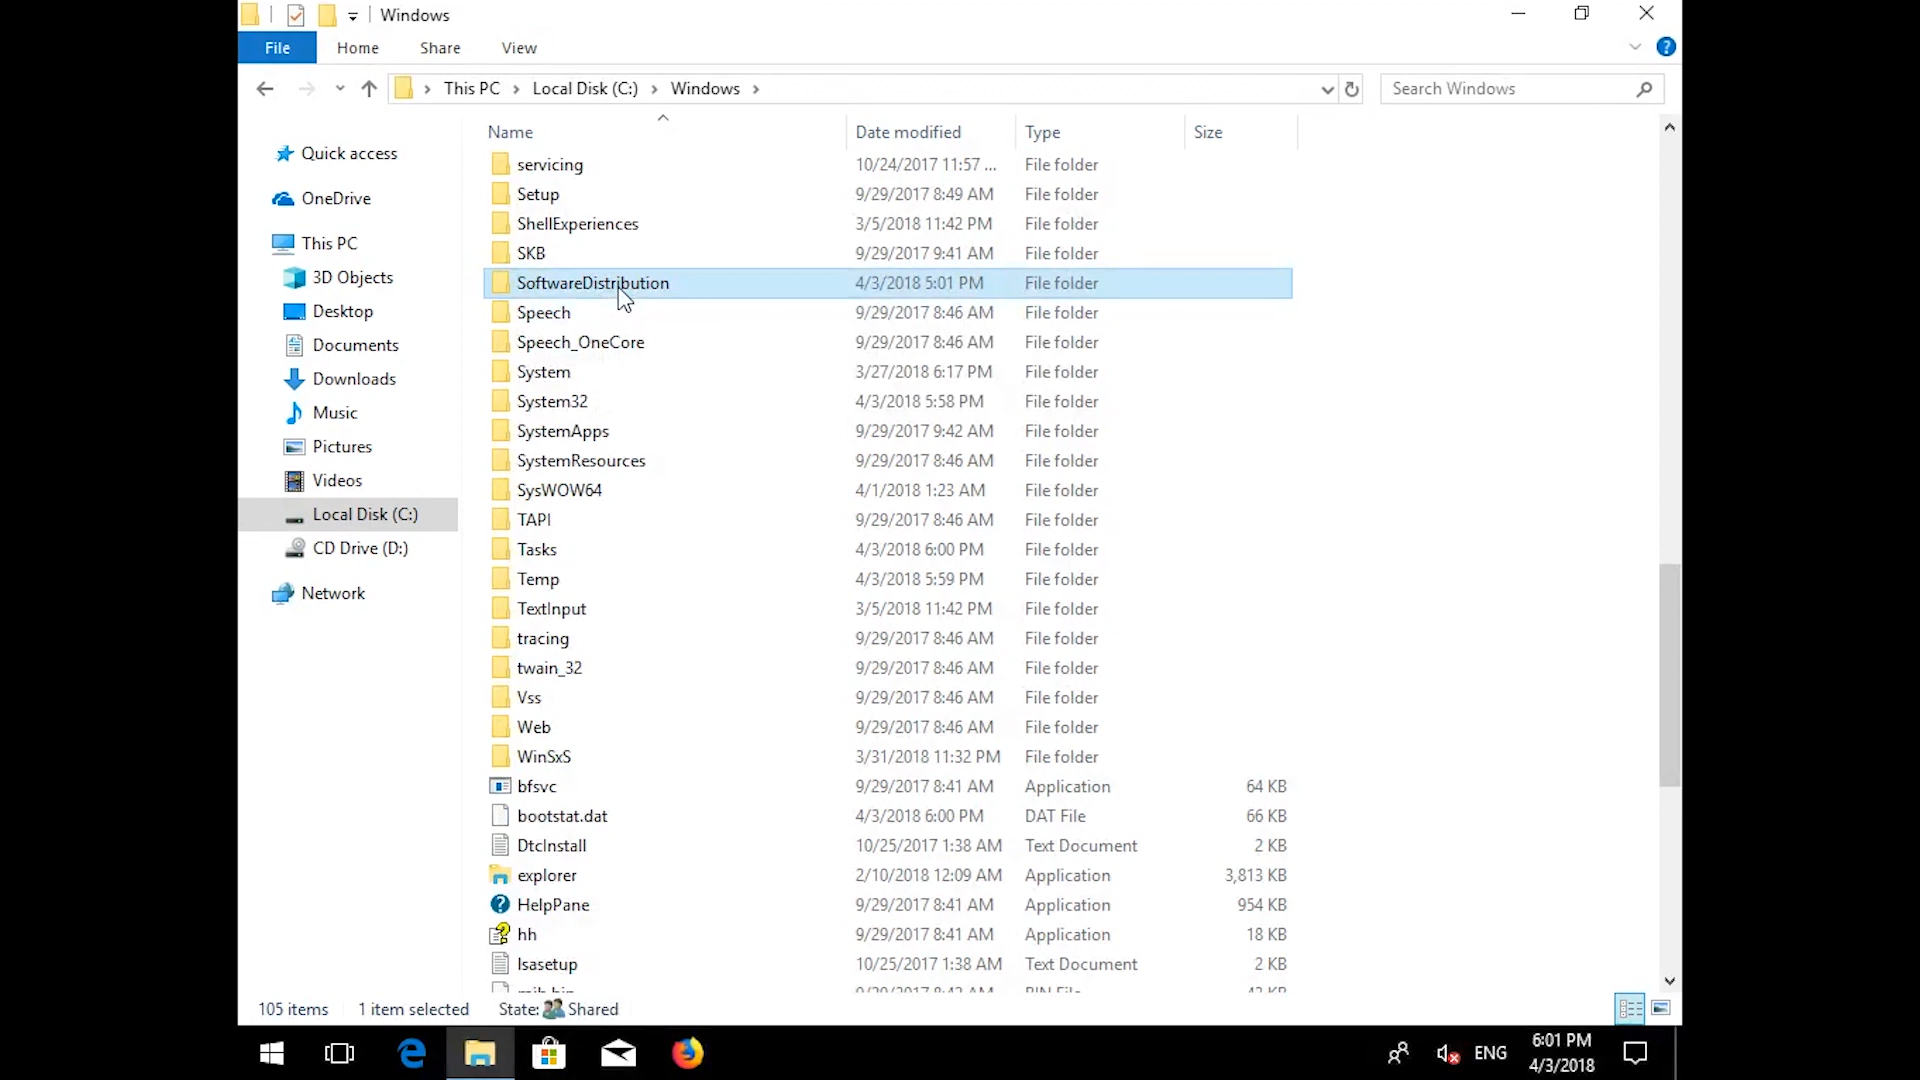 Windows
File Home Share View
This PC Local Disk (C:) Windows Search Windows
Name Date modified Type Size
Quick access
OneDrive
This PC
3D Objects
Desktop
Documents
Downloads
Music
Pictures
Videos
Local Disk (C:)
CD Drive (D:)
Network
servicing 10/24/2017 11:57 ... File folder
Setup 9/29/2017 8:49 AM File folder
ShellExperiences 3/5/2018 11:42 PM File folder
SKB 9/29/2017 9:41 AM File folder
SoftwareDistribution 4/3/2018 5:01 PM File folder
Speech 9/29/2017 8:46 AM File folder
Speech_OneCore 9/29/2017 8:46 AM File folder
System 3/27/2018 6:17 PM File folder
System32 4/3/2018 5:58 PM File folder
SystemApps 9/29/2017 9:42 AM File folder
SystemResources 9/29/2017 8:46 AM File folder
SysWOW64 4/1/2018 1:23 AM File folder
TAPI 9/29/2017 8:46 AM File folder
Tasks 4/3/2018 6:00 PM File folder
Temp 4/3/2018 5:59 PM File folder
TextInput 3/5/2018 11:42 PM File folder
tracing 9/29/2017 8:46 AM File folder
twain_32 9/29/2017 8:46 AM File folder
Vss 9/29/2017 8:46 AM File folder
Web 9/29/2017 8:46 AM File folder
WinSxS 3/31/2018 11:32 PM File folder
bfsvc 9/29/2017 8:41 AM Application 64 KB
bootstat.dat 4/3/2018 6:00 PM DAT File 66 KB
DtcInstall 10/25/2017 1:38 AM Text Document 2 KB
explorer 2/10/2018 12:09 AM Application 3,813 KB
HelpPane 9/29/2017 8:41 AM Application 954 KB
hh 9/29/2017 8:41 AM Application 18 KB
lsasetup 10/25/2017 1:38 AM Text Document 2 KB
105 items 1 item selected State: Shared
ENG
6:01 PM
4/3/2018